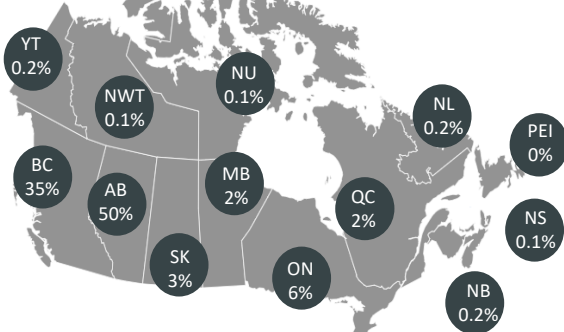 YT
0.2%
NWT
0.1%
NU
0.1%
NL
0.2%
PEI
0%
BC
35%
AB
50%
MB
2%
QC
2%
NS
0.1%
SK
3%
ON
6%
NB
0.2%